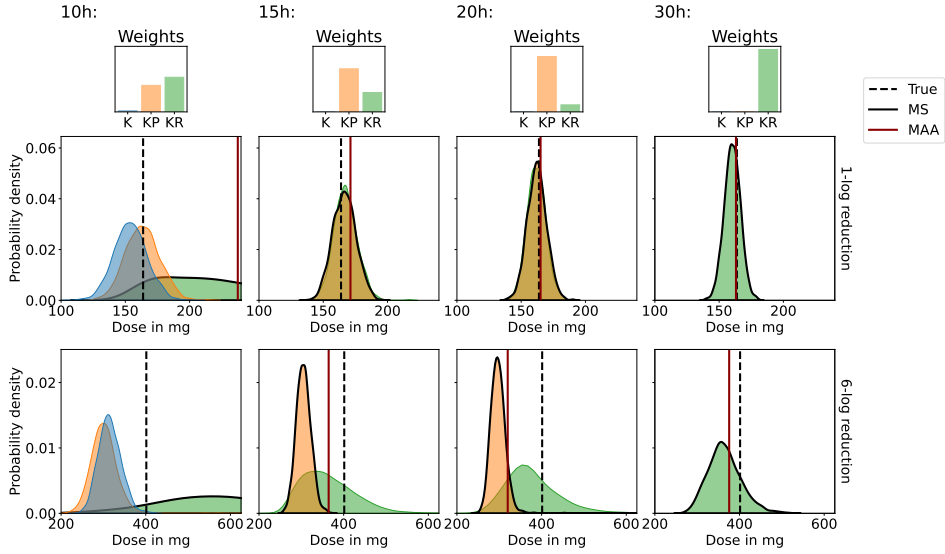 10h:
15h:
20h:
30h:
Weights
Weights
Weights
Weights
K KP KR
K KP KR
K KP KR
K KP KR
True
MS
MAA
Probability density
0.06
0.04
0.02
0.00
100 150 200
100 150 200
100 150 200
100 150 200
Dose in mg
Dose in mg
Dose in mg
Dose in mg
1-log reduction
Probability density
0.02
0.01
0.00
200 400 600
200 400 600
200 400 600
200 400 600
Dose in mg
Dose in mg
Dose in mg
Dose in mg
6-log reduction